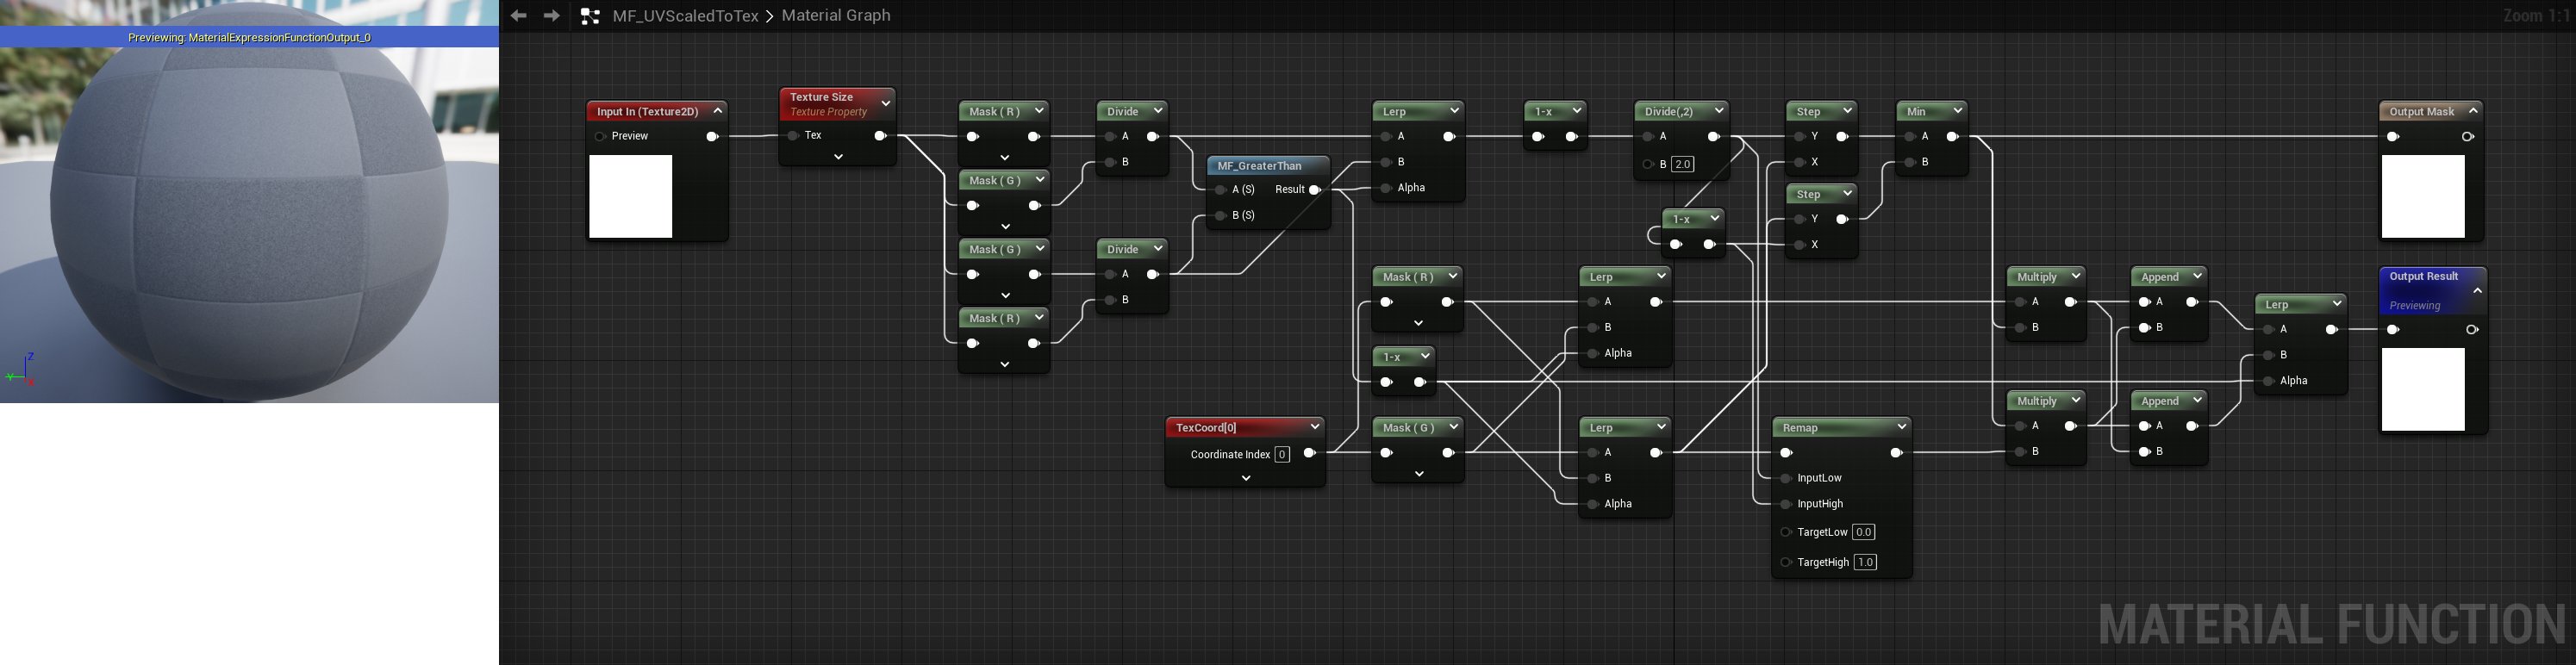 Previewing: MaterialExpressionFunctionOutput_0
Z
Y
X
MF_UVScaledToTex > Material Graph
Zoom 1:1
Input In (Texture2D)
Preview
Texture Size
Texture Property
Tex
Mask ( R )
Mask ( G )
Mask ( G )
Mask ( R )
Divide
A
B
Divide
A
B
MF_GreaterThan
A (S)
Result
B (S)
Lerp
A
B
Alpha
1-x
Divide(,2)
A
B 2.0
1-x
Step
Y
X
Step
Y
X
Min
A
B
Output Mask
Mask ( R )
1-x
TexCoord[0]
Coordinate Index 0
Mask ( G )
Lerp
A
B
Alpha
Lerp
A
B
Alpha
Remap
InputLow
InputHigh
TargetLow 0.0
TargetHigh 1.0
Multiply
A
B
Multiply
A
B
Append
A
B
Append
A
B
Lerp
A
B
Alpha
Output Result
Previewing
MATERIAL FUNCTION